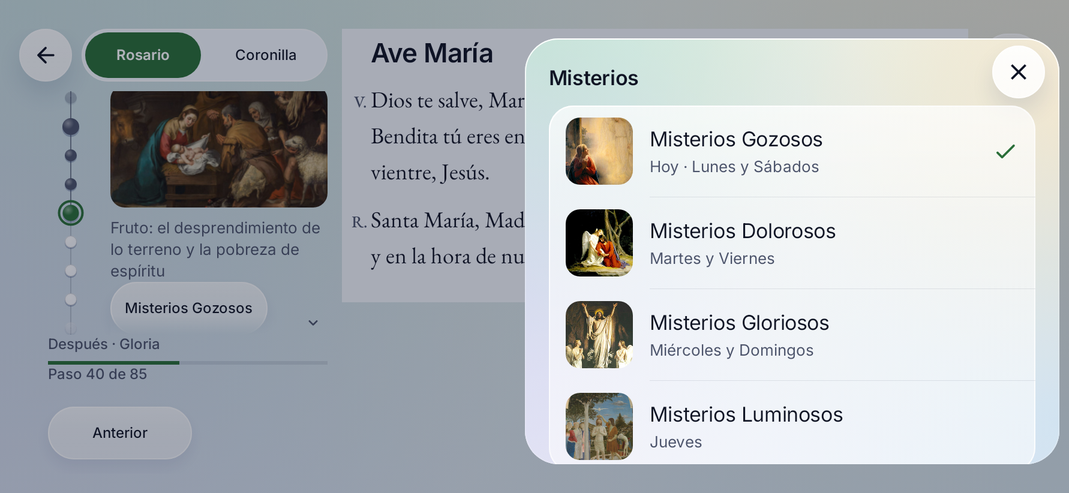 Rosario
Coronilla
Fruto: el desprendimiento de
lo terreno y la pobreza de
espíritu
Misterios Gozosos
Después · Gloria
Paso 40 de 85
Anterior
Ave María
V. Dios te salve, Mar
Bendita tú eres en
vientre, Jesús.
R. Santa María, Mad
y en la hora de nu
Misterios
Misterios Gozosos
Hoy · Lunes y Sábados
Misterios Dolorosos
Martes y Viernes
Misterios Gloriosos
Miércoles y Domingos
Misterios Luminosos
Jueves